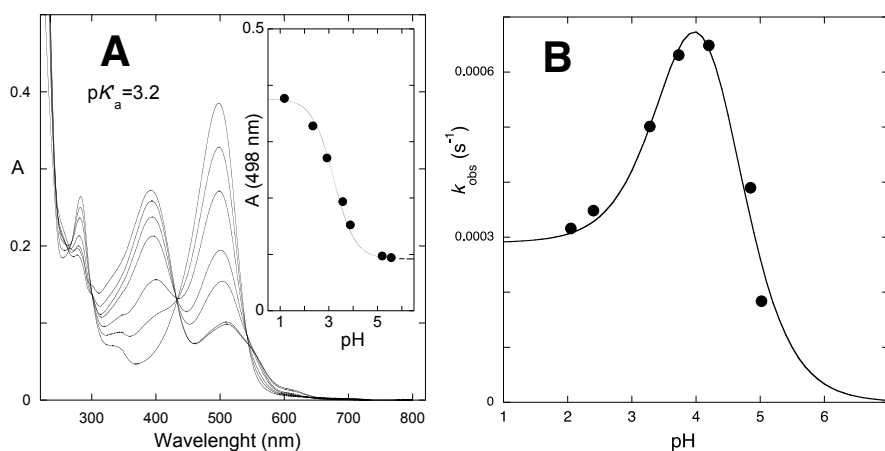 A
pK'a=3.2
A
0.4
0.2
0
300 400 500 600 700 800
Wavelenght (nm)
0.5
0
A (498 nm)
1 3 5
pH
B
0.0006
0.0003
0
kobs (s-1)
1 2 3 4 5 6
pH